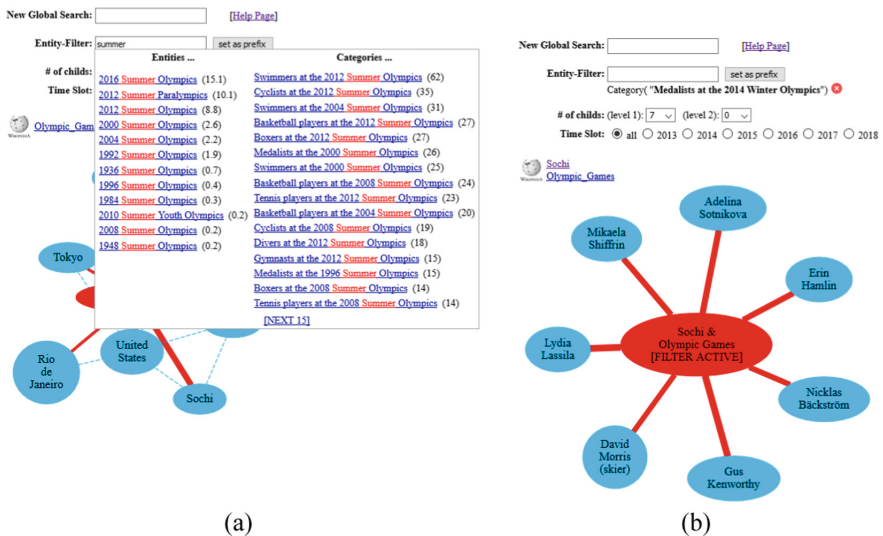 New Global Search:
[Help Page]
Entity-Filter:
summer
set as prefix
# of childs:
Time Slot:
WIKIPEDIA
Entities ...
2016 Summer Olympics (15.1)
2012 Summer Paralympics (10.1)
2012 Summer Olympics (8.8)
2000 Summer Olympics (2.6)
2004 Summer Olympics (2.2)
1992 Summer Olympics (1.9)
1936 Summer Olympics (0.7)
1996 Summer Olympics (0.4)
1984 Summer Olympics (0.3)
2010 Summer Youth Olympics (0.2)
2008 Summer Olympics (0.2)
1948 Summer Olympics (0.2)
Categories ...
Swimmers at the 2012 Summer Olympics (62)
Cyclists at the 2012 Summer Olympics (35)
Swimmers at the 2004 Summer Olympics (31)
Basketball players at the 2012 Summer Olympics (27)
Boxers at the 2012 Summer Olympics (27)
Medalists at the 2000 Summer Olympics (26)
Swimmers at the 2000 Summer Olympics (25)
Basketball players at the 2008 Summer Olympics (24)
Tennis players at the 2012 Summer Olympics (23)
Basketball players at the 2004 Summer Olympics (20)
Cyclists at the 2008 Summer Olympics (19)
Divers at the 2012 Summer Olympics (18)
Gymnasts at the 2012 Summer Olympics (15)
Medalists at the 1996 Summer Olympics (15)
Boxers at the 2008 Summer Olympics (14)
Tennis players at the 2008 Summer Olympics (14)
[NEXT 15]
Olympic_Gam
Tokyo
Rio
de
Janeiro
United
States
Sochi
(a)
New Global Search:
[Help Page]
Entity-Filter:
set as prefix
Category( "Medalists at the 2014 Winter Olympics")
# of childs: (level 1): 7 (level 2): 0
Time Slot: all 2013 2014 2015 2016 2017 2018
WIKIPEDIA
Sochi
Olympic_Games
Adelina
Sotnikova
Mikaela
Shiffrin
Erin
Hamlin
Sochi &
Olympic Games
[FILTER ACTIVE]
Lydia
Lassila
Nicklas
Bäckström
David
Morris
(skier)
Gus
Kenworthy
(b)